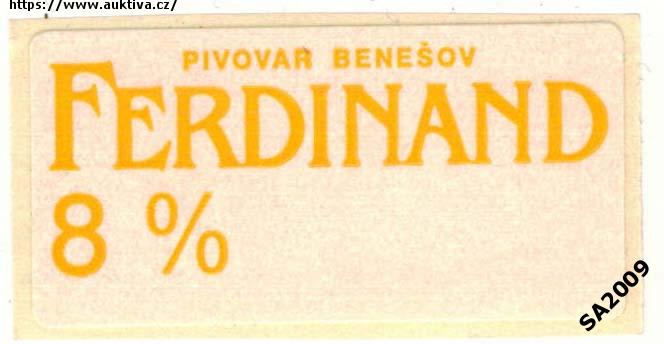 https://www.auktiva.cz/
PIVOVAR BENEŠOV
FERDINAND
8 %
SA2009